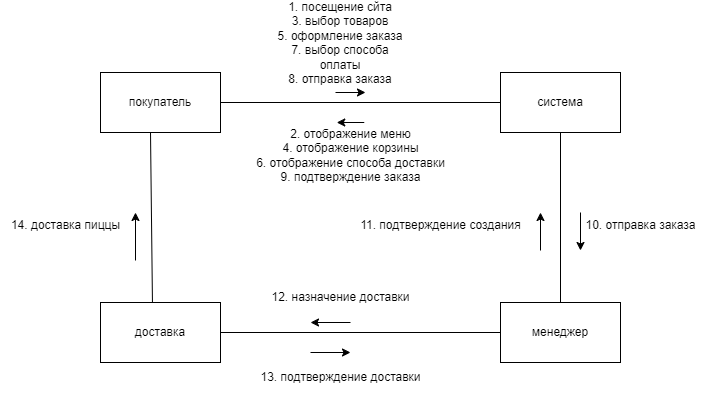 1. посещение сйта
3. выбор товаров
5. оформление заказа
7. выбор способа
оплаты
8. отправка заказа
покупатель
система
2. отображение меню
4. отображение корзины
6. отображение способа доставки
9. подтверждение заказа
14. доставка пиццы
11. подтверждение создания
10. отправка заказа
12. назначение доставки
доставка
менеджер
13. подтверждение доставки